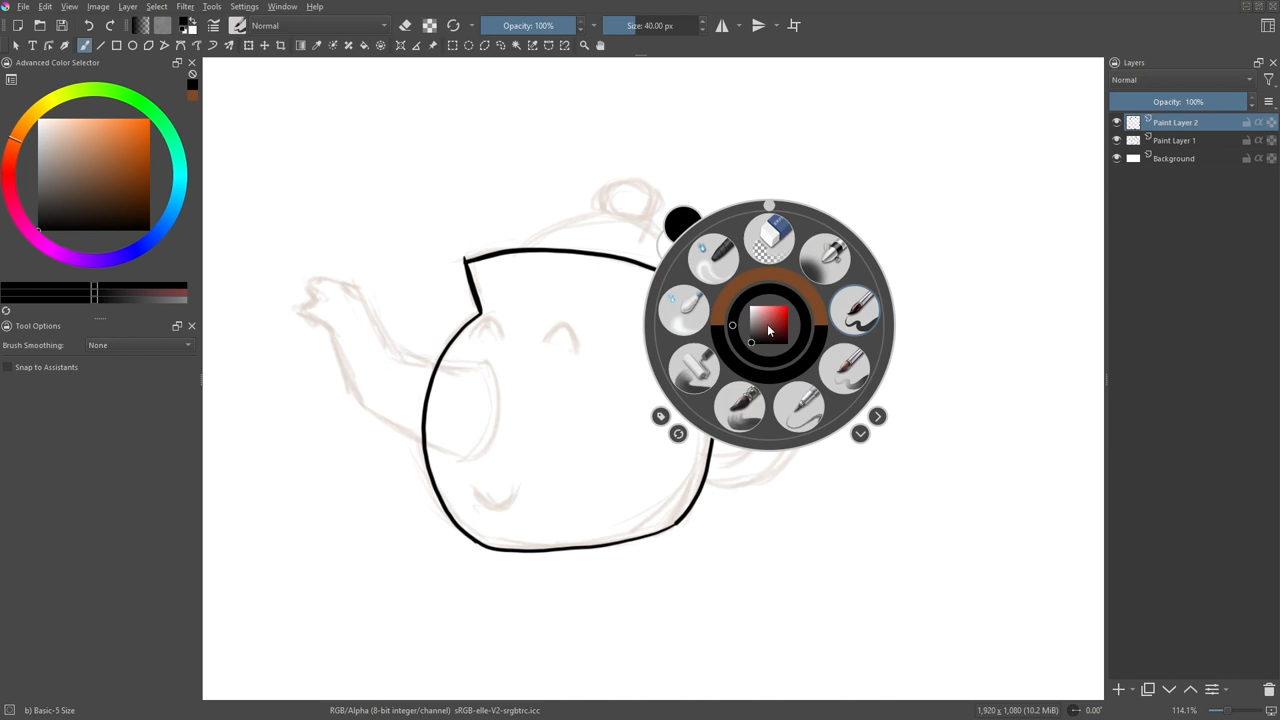 File Edit View Image Layer Select Filter Tools Settings Window Help
Normal
Opacity: 100%
Size: 40.00 px
Advanced Color Selector
Tool Options
Brush Smoothing: None
Snap to Assistants
Layers
Normal
Opacity: 100%
Paint Layer 2
Paint Layer 1
Background
b) Basic-5 Size
RGB/Alpha (8-bit integer/channel) sRGB-elle-V2-srgbtrc.icc
1,920 x 1,080 (10.2 MiB)
0.00°
114.1%